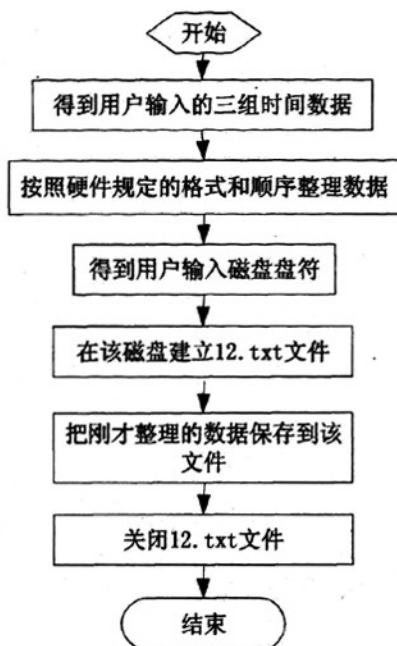 开始
得到用户输入的三组时间数据
按照硬件规定的格式和顺序整理数据
得到用户输入磁盘盘符
在该磁盘建立12.txt文件
把刚才整理的数据保存到该
文件
关闭12.txt文件
结束